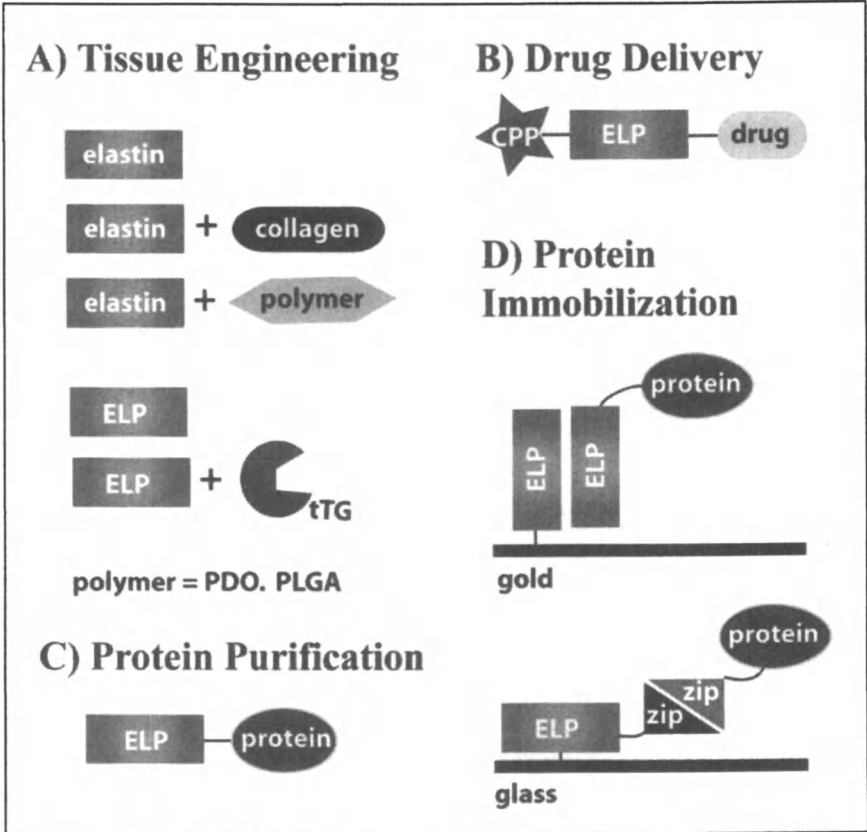 A) Tissue Engineering
elastin
elastin + collagen
elastin + polymer
ELP
ELP + tTG
polymer = PDO. PLGA
B) Drug Delivery
CPP ELP drug
C) Protein Purification
ELP protein
D) Protein
Immobilization
protein
ELP ELP
gold
protein
zip
zip
ELP
glass